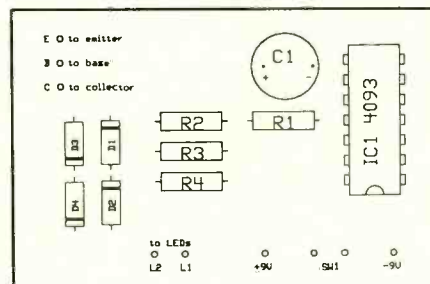 E O to emitter
B O to base
C O to collector
C1
+ -
IC1 4093
R2
R1
R3
R4
D3
D1
D4
D2
to LEDs
L2 L1
+9V SW1 -9V